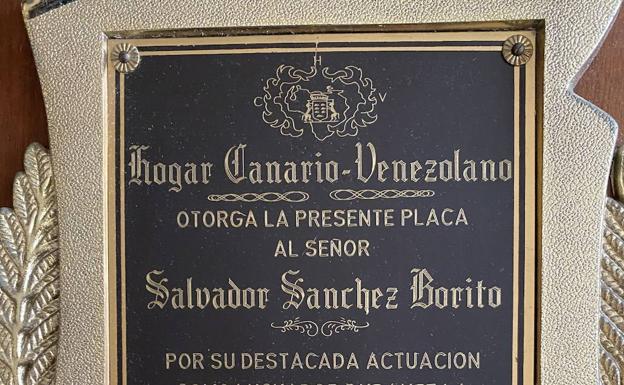 H
C V
Hogar Canario-Venezolano
OTORGA LA PRESENTE PLACA
AL SEÑOR
Salvador Sanchez Borito
POR SU DESTACADA ACTUACION